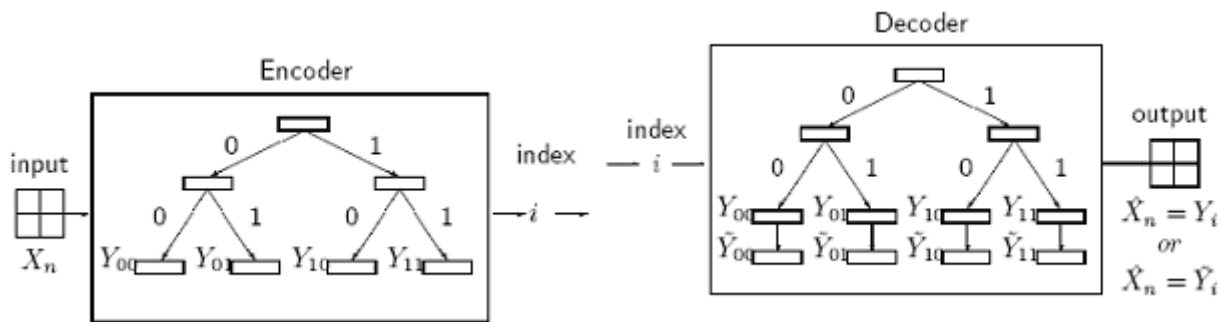 Encoder
input
X_n
0 1
0 1 0 1
Y_00 Y_01 Y_10 Y_11
index
i
Decoder
index
i
0 1
0 1 0 1
Y_00 Y_01 Y_10 Y_11
Ỹ_00 Ỹ_01 Ỹ_10 Ỹ_11
output
X̂_n = Y_i
or
X̂_n = Ỹ_i